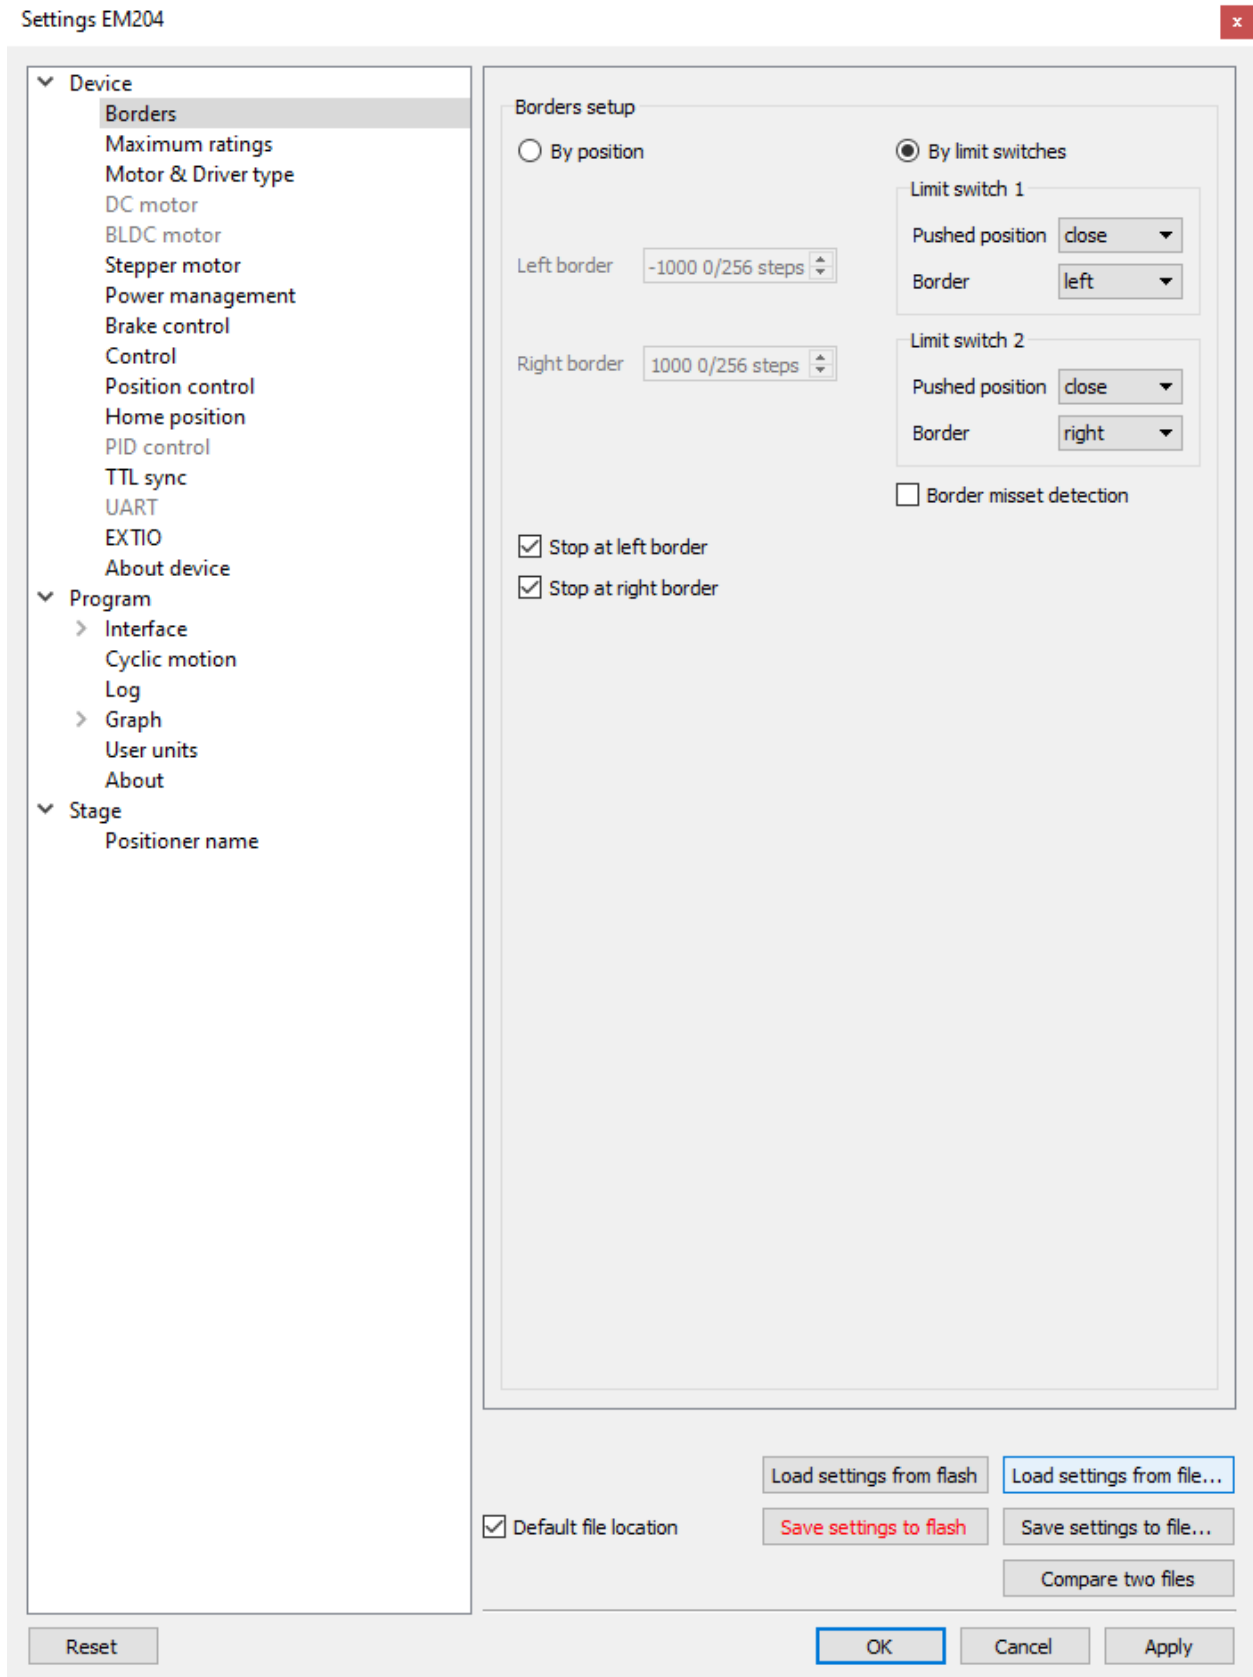 Settings EM204
x
Device
Borders
Maximum ratings
Motor & Driver type
DC motor
BLDC motor
Stepper motor
Power management
Brake control
Control
Position control
Home position
PID control
TTL sync
UART
EXTIO
About device
Program
Interface
Cyclic motion
Log
Graph
User units
About
Stage
Positioner name
Borders setup
By position
By limit switches
Limit switch 1
Pushed position close
Border left
Left border -1000 0/256 steps
Limit switch 2
Right border 1000 0/256 steps
Pushed position close
Border right
Border misset detection
Stop at left border
Stop at right border
Load settings from flash
Load settings from file...
Default file location
Save settings to flash
Save settings to file...
Compare two files
Reset
OK
Cancel
Apply